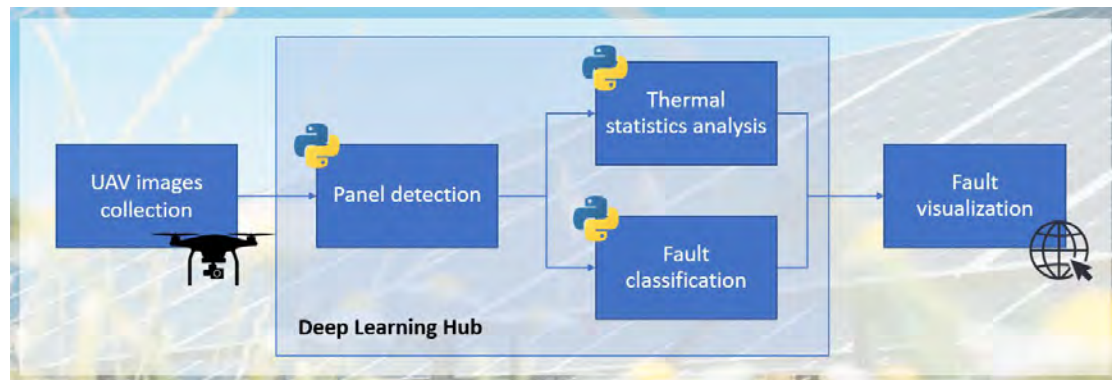 UAV images
collection
Panel detection
Thermal
statistics analysis
Fault
classification
Fault
visualization
Deep Learning Hub